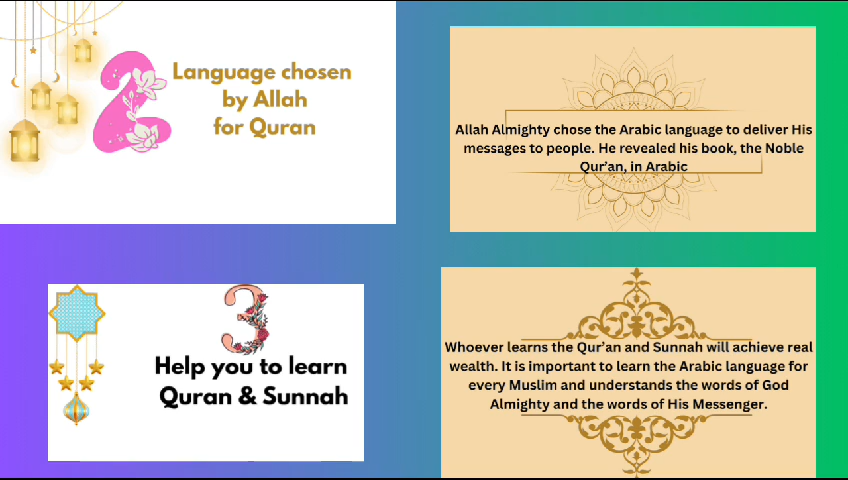 2
Language chosen
by Allah
for Quran
Allah Almighty chose the Arabic language to deliver His
messages to people. He revealed his book, the Noble
Qur'an, in Arabic
3
Help you to learn
Quran & Sunnah
Whoever learns the Qur'an and Sunnah will achieve real
wealth. It is important to learn the Arabic language for
every Muslim and understands the words of God
Almighty and the words of His Messenger.